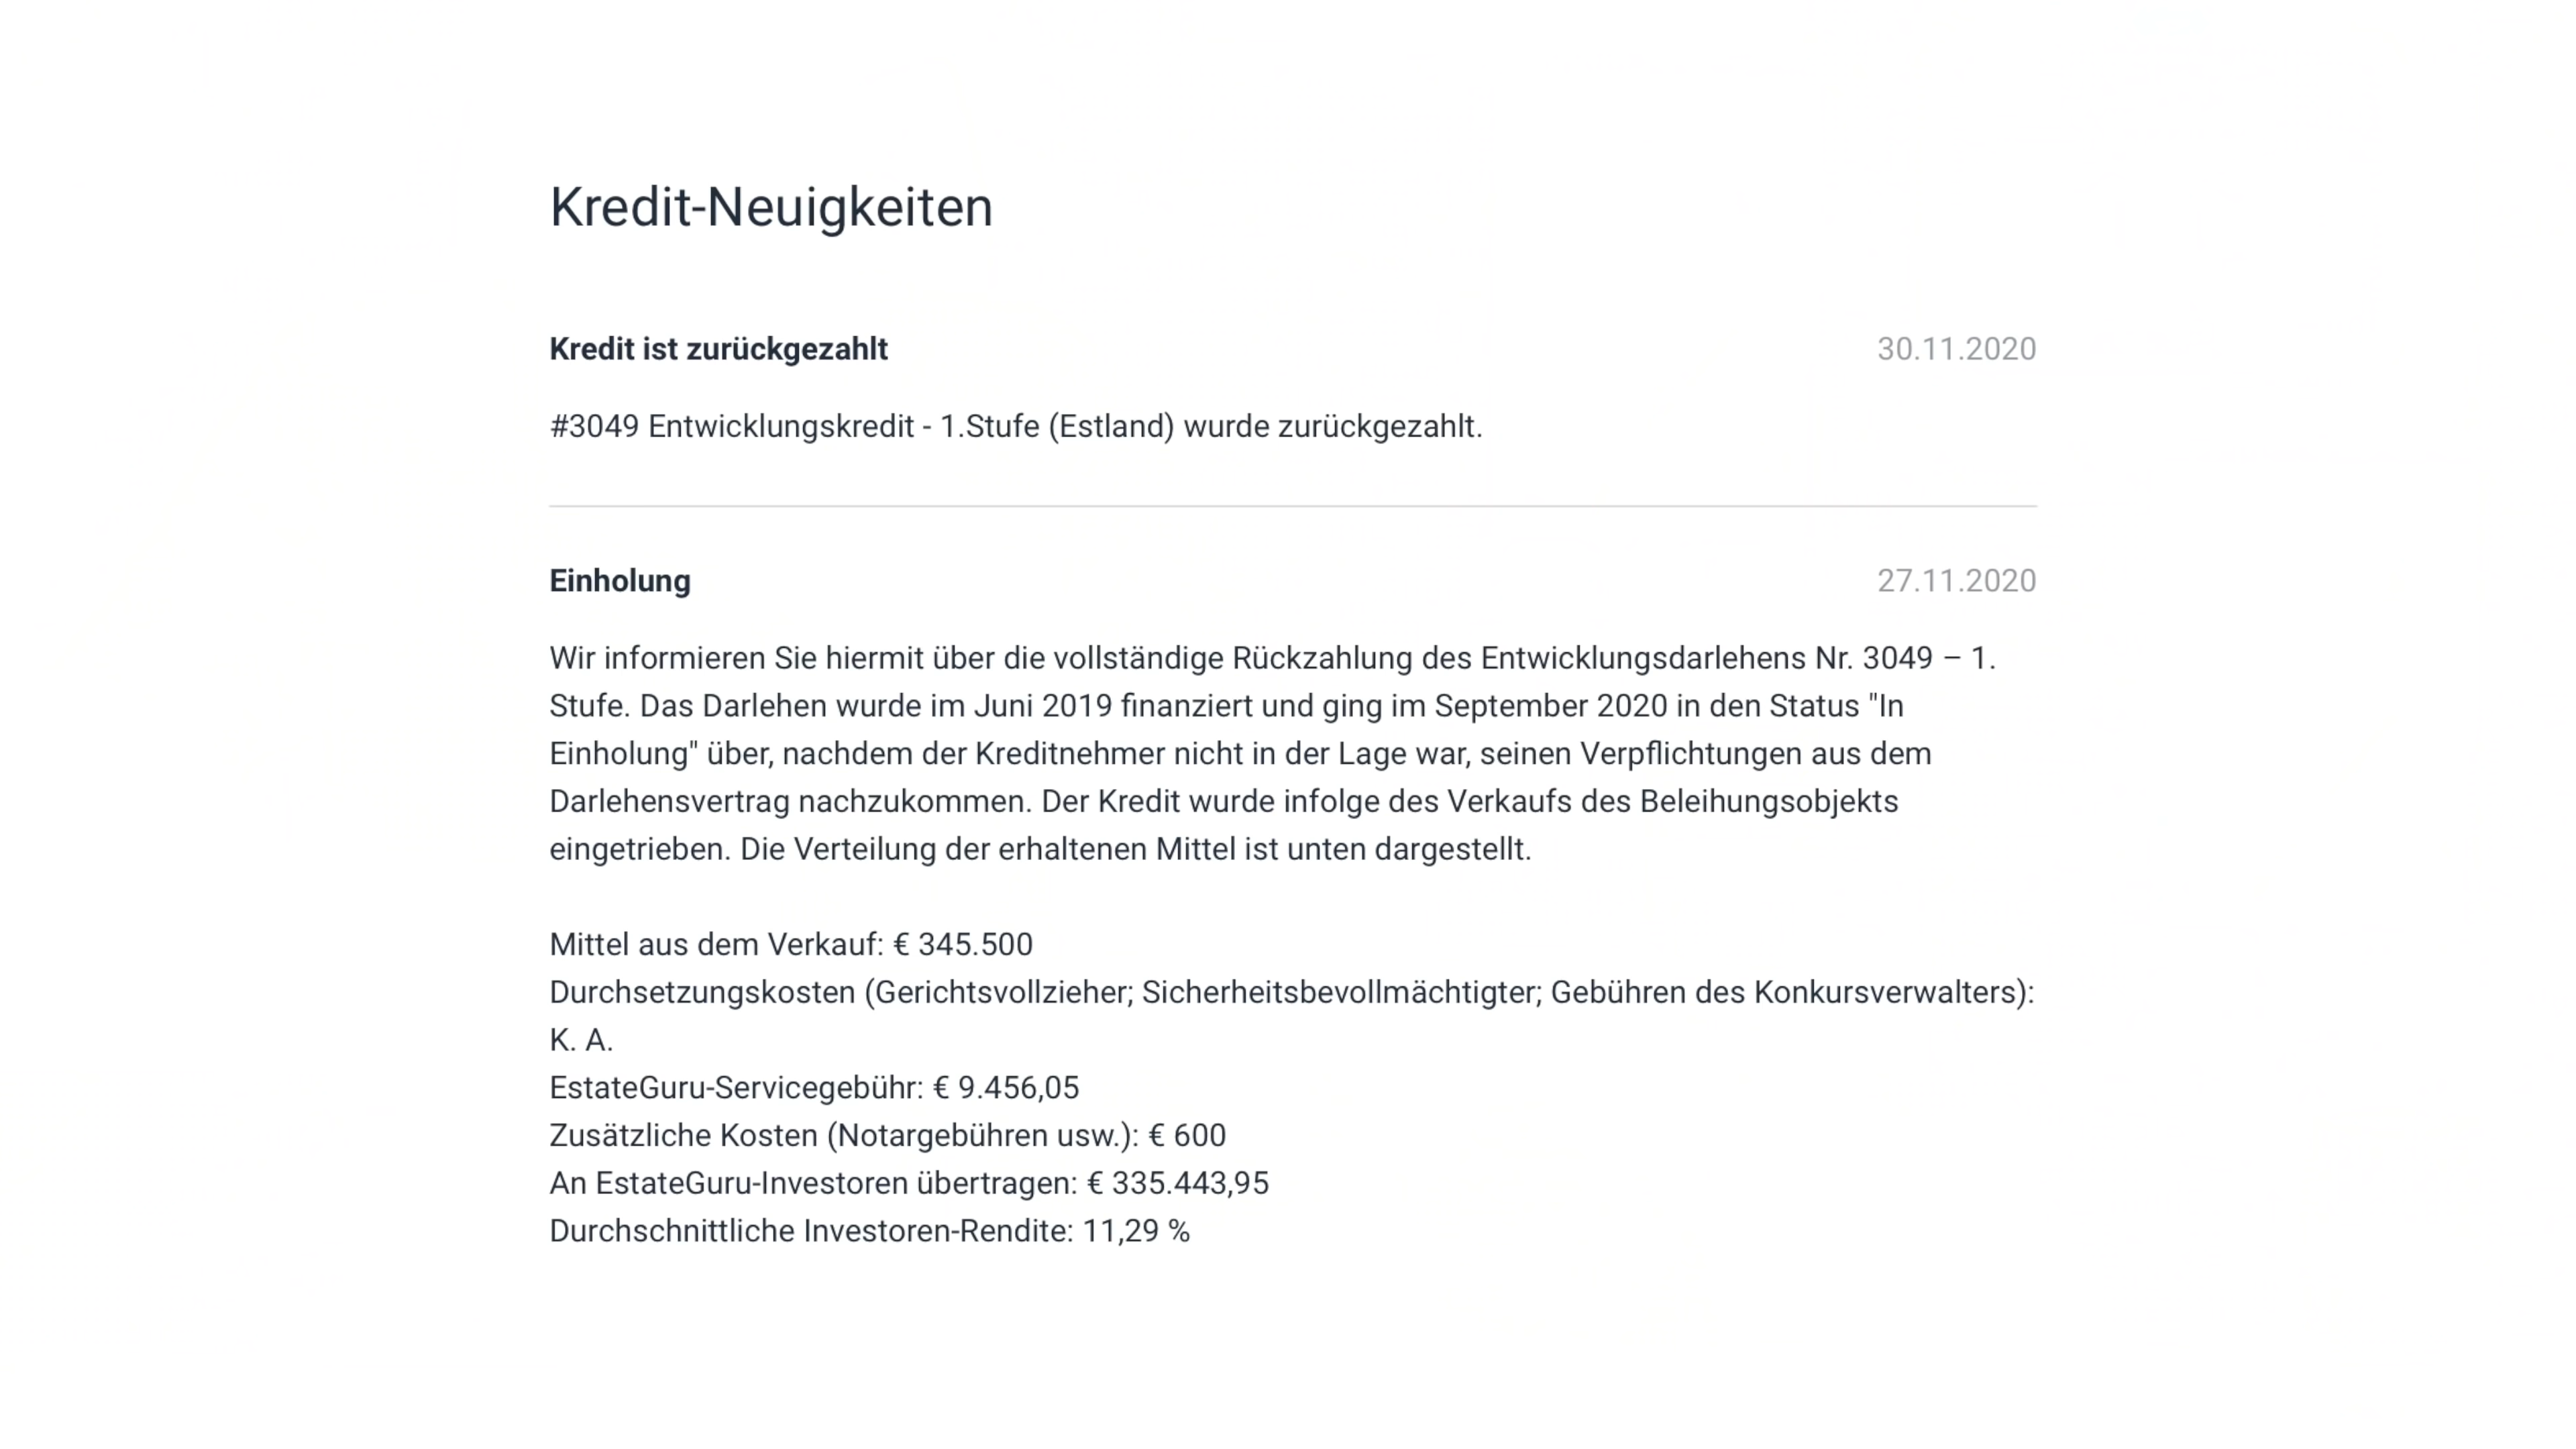 Kredit-Neuigkeiten
Kredit ist zurückgezahlt 30.11.2020
#3049 Entwicklungskredit - 1.Stufe (Estland) wurde zurückgezahlt.
Einholung 27.11.2020
Wir informieren Sie hiermit über die vollständige Rückzahlung des Entwicklungsdarlehens Nr. 3049 – 1.
Stufe. Das Darlehen wurde im Juni 2019 finanziert und ging im September 2020 in den Status "In
Einholung" über, nachdem der Kreditnehmer nicht in der Lage war, seinen Verpflichtungen aus dem
Darlehensvertrag nachzukommen. Der Kredit wurde infolge des Verkaufs des Beleihungsobjekts
eingetrieben. Die Verteilung der erhaltenen Mittel ist unten dargestellt.
Mittel aus dem Verkauf: € 345.500
Durchsetzungskosten (Gerichtsvollzieher; Sicherheitsbevollmächtigter; Gebühren des Konkursverwalters):
K. A.
EstateGuru-Servicegebühr: € 9.456,05
Zusätzliche Kosten (Notargebühren usw.): € 600
An EstateGuru-Investoren übertragen: € 335.443,95
Durchschnittliche Investoren-Rendite: 11,29 %